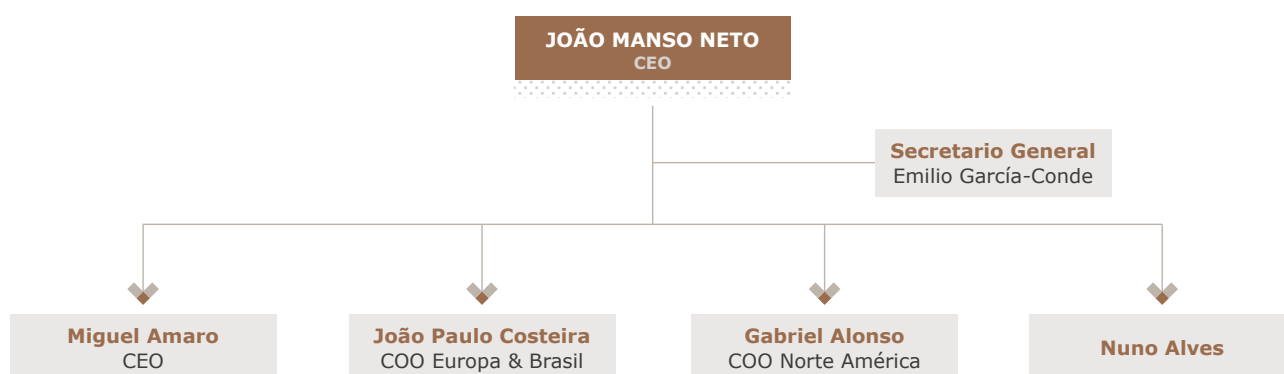 JOÃO MANSO NETO
CEO
Secretario General
Emilio García-Conde
Miguel Amaro
CEO
João Paulo Costeira
COO Europa & Brasil
Gabriel Alonso
COO Norte América
Nuno Alves